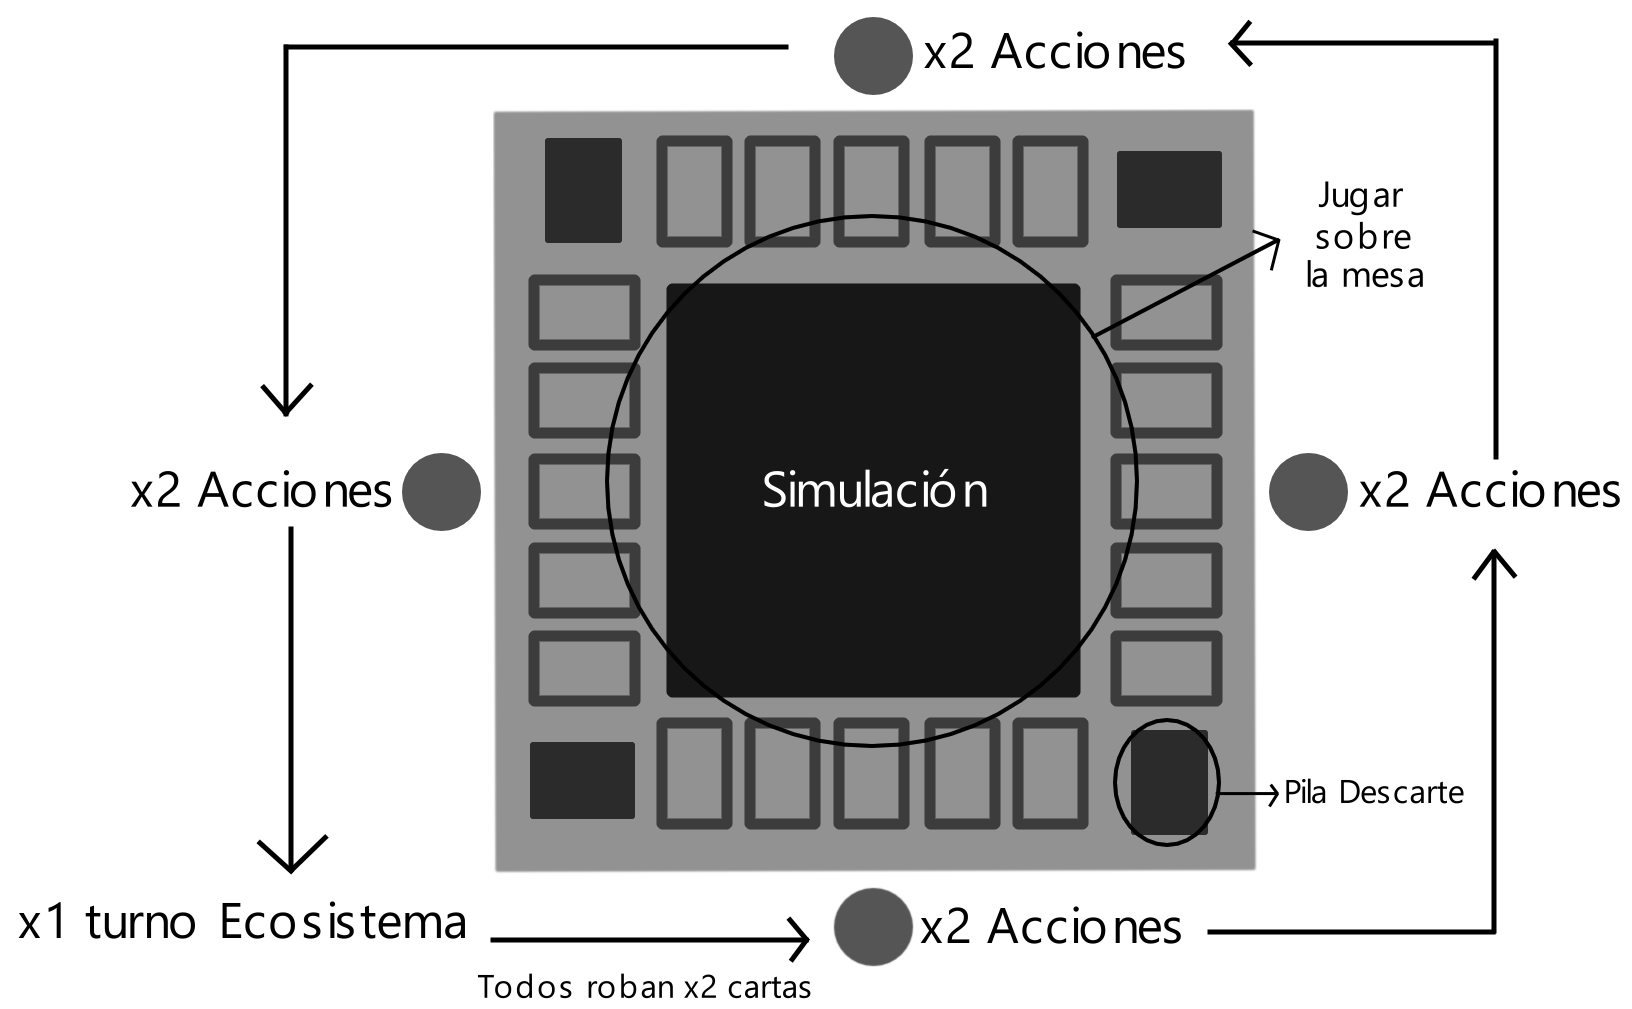 x2 Acciones
Jugar
sobre
la mesa
x2 Acciones
Simulación
x2 Acciones
Pila Descarte
x1 turno Ecosistema
x2 Acciones
Todos roban x2 cartas